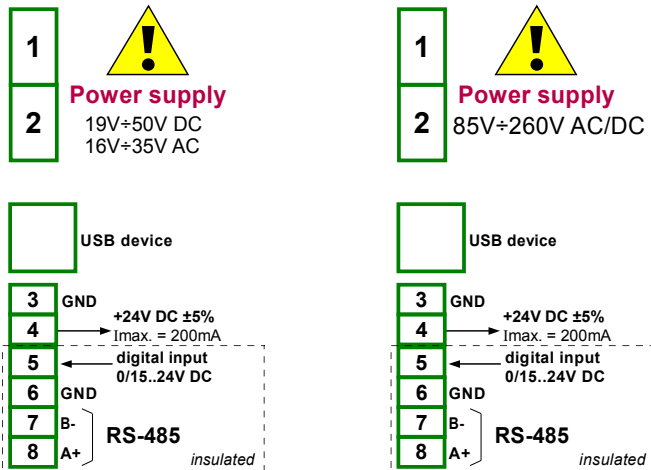 1
2
Power supply
19V÷50V DC
16V÷35V AC
USB device
3 GND
4 +24V DC ±5%
Imax. = 200mA
5 digital input
0/15..24V DC
6 GND
7 B-
8 A+
RS-485
insulated
1
2
Power supply
85V÷260V AC/DC
USB device
3 GND
4 +24V DC ±5%
Imax. = 200mA
5 digital input
0/15..24V DC
6 GND
7 B-
8 A+
RS-485
insulated